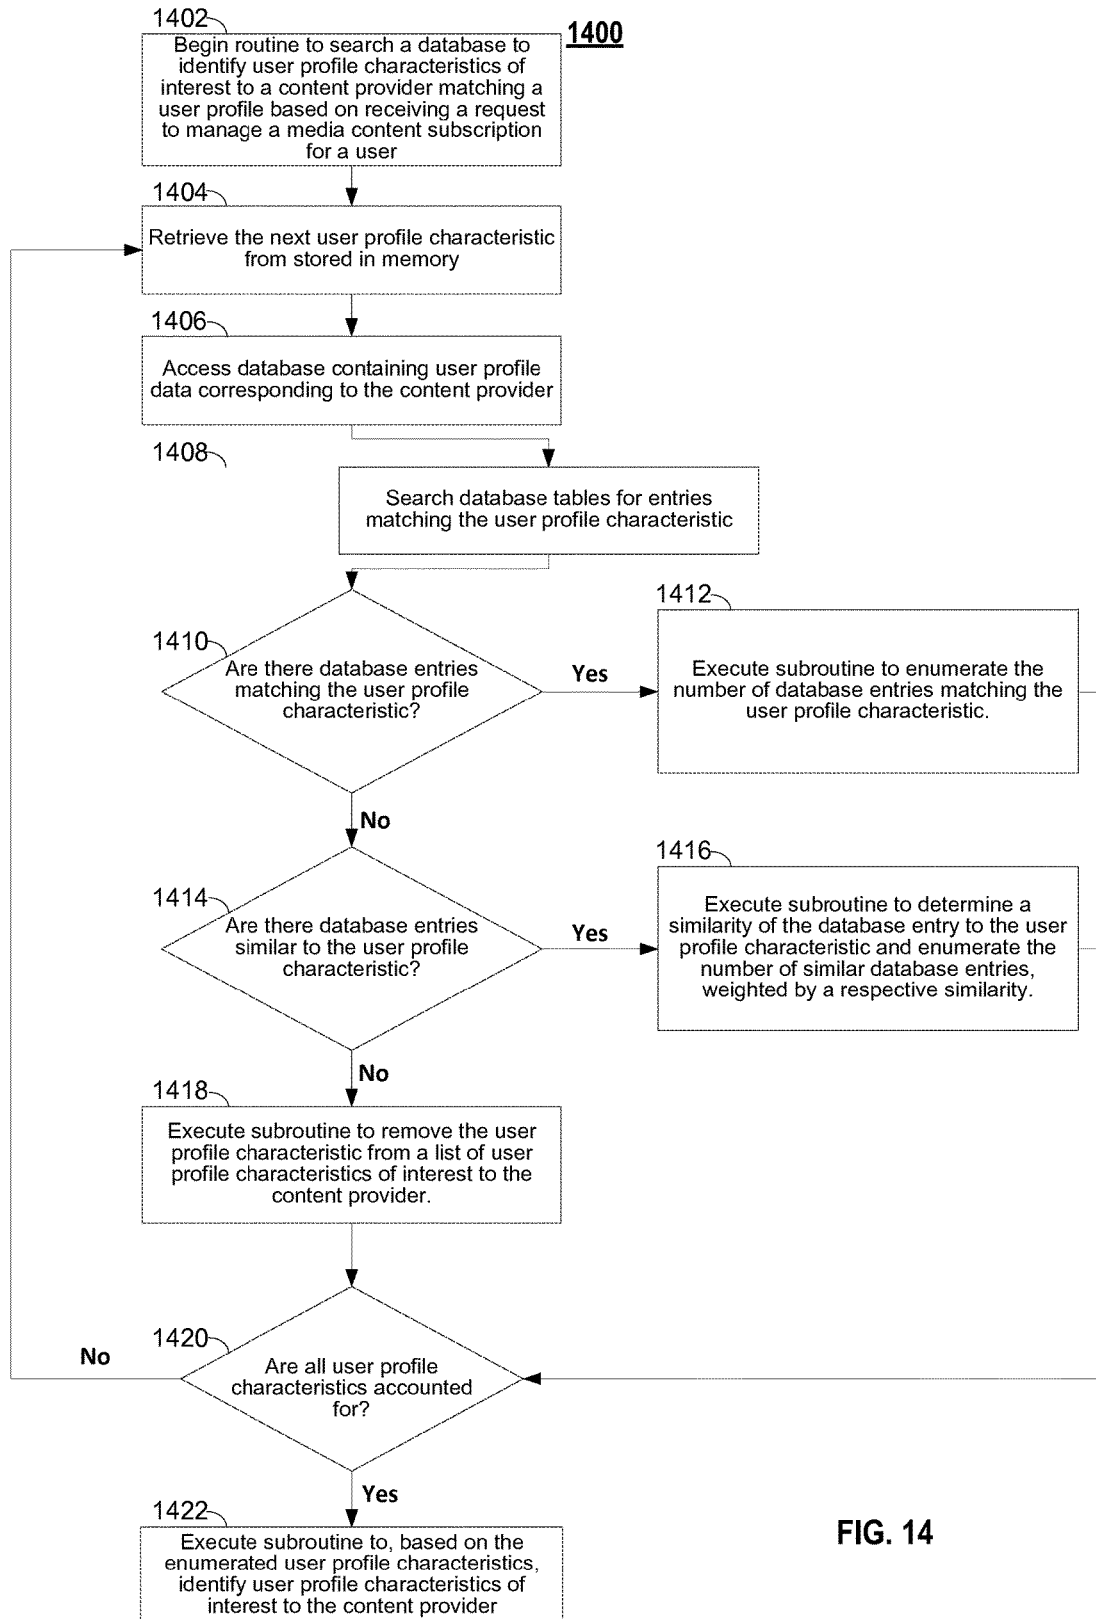 1402
1400
Begin routine to search a database to
identify user profile characteristics of
interest to a content provider matching a
user profile based on receiving a request
to manage a media content subscription
for a user
1404
Retrieve the next user profile characteristic
from stored in memory
1406
Access database containing user profile
data corresponding to the content provider
1408
Search database tables for entries
matching the user profile characteristic
1410
Are there database entries
matching the user profile
characteristic?
Yes
1412
Execute subroutine to enumerate the
number of database entries matching the
user profile characteristic.
No
1414
Are there database entries
similar to the user profile
characteristic?
Yes
1416
Execute subroutine to determine a
similarity of the database entry to the user
profile characteristic and enumerate the
number of similar database entries,
weighted by a respective similarity.
No
1418
Execute subroutine to remove the user
profile characteristic from a list of user
profile characteristics of interest to the
content provider.
1420
Are all user profile
characteristics accounted
for?
No
Yes
1422
Execute subroutine to, based on the
enumerated user profile characteristics,
identify user profile characteristics of
interest to the content provider
FIG. 14